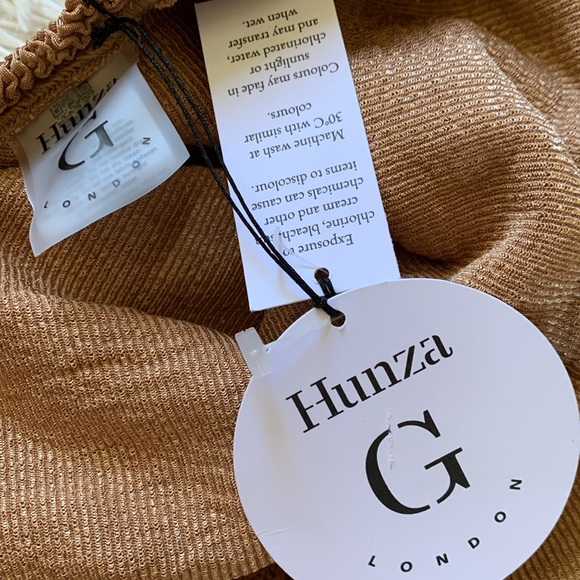 Hunza
G
LONDON
Exposure to
chlorine, bleach,
cream and other
chemicals can cause
items to discolour.
Machine wash at
30°C with similar
colours.
Colours may fade in
sunlight or
chlorinated water,
and may transfer
when wet.
Hunza
G
LONDON